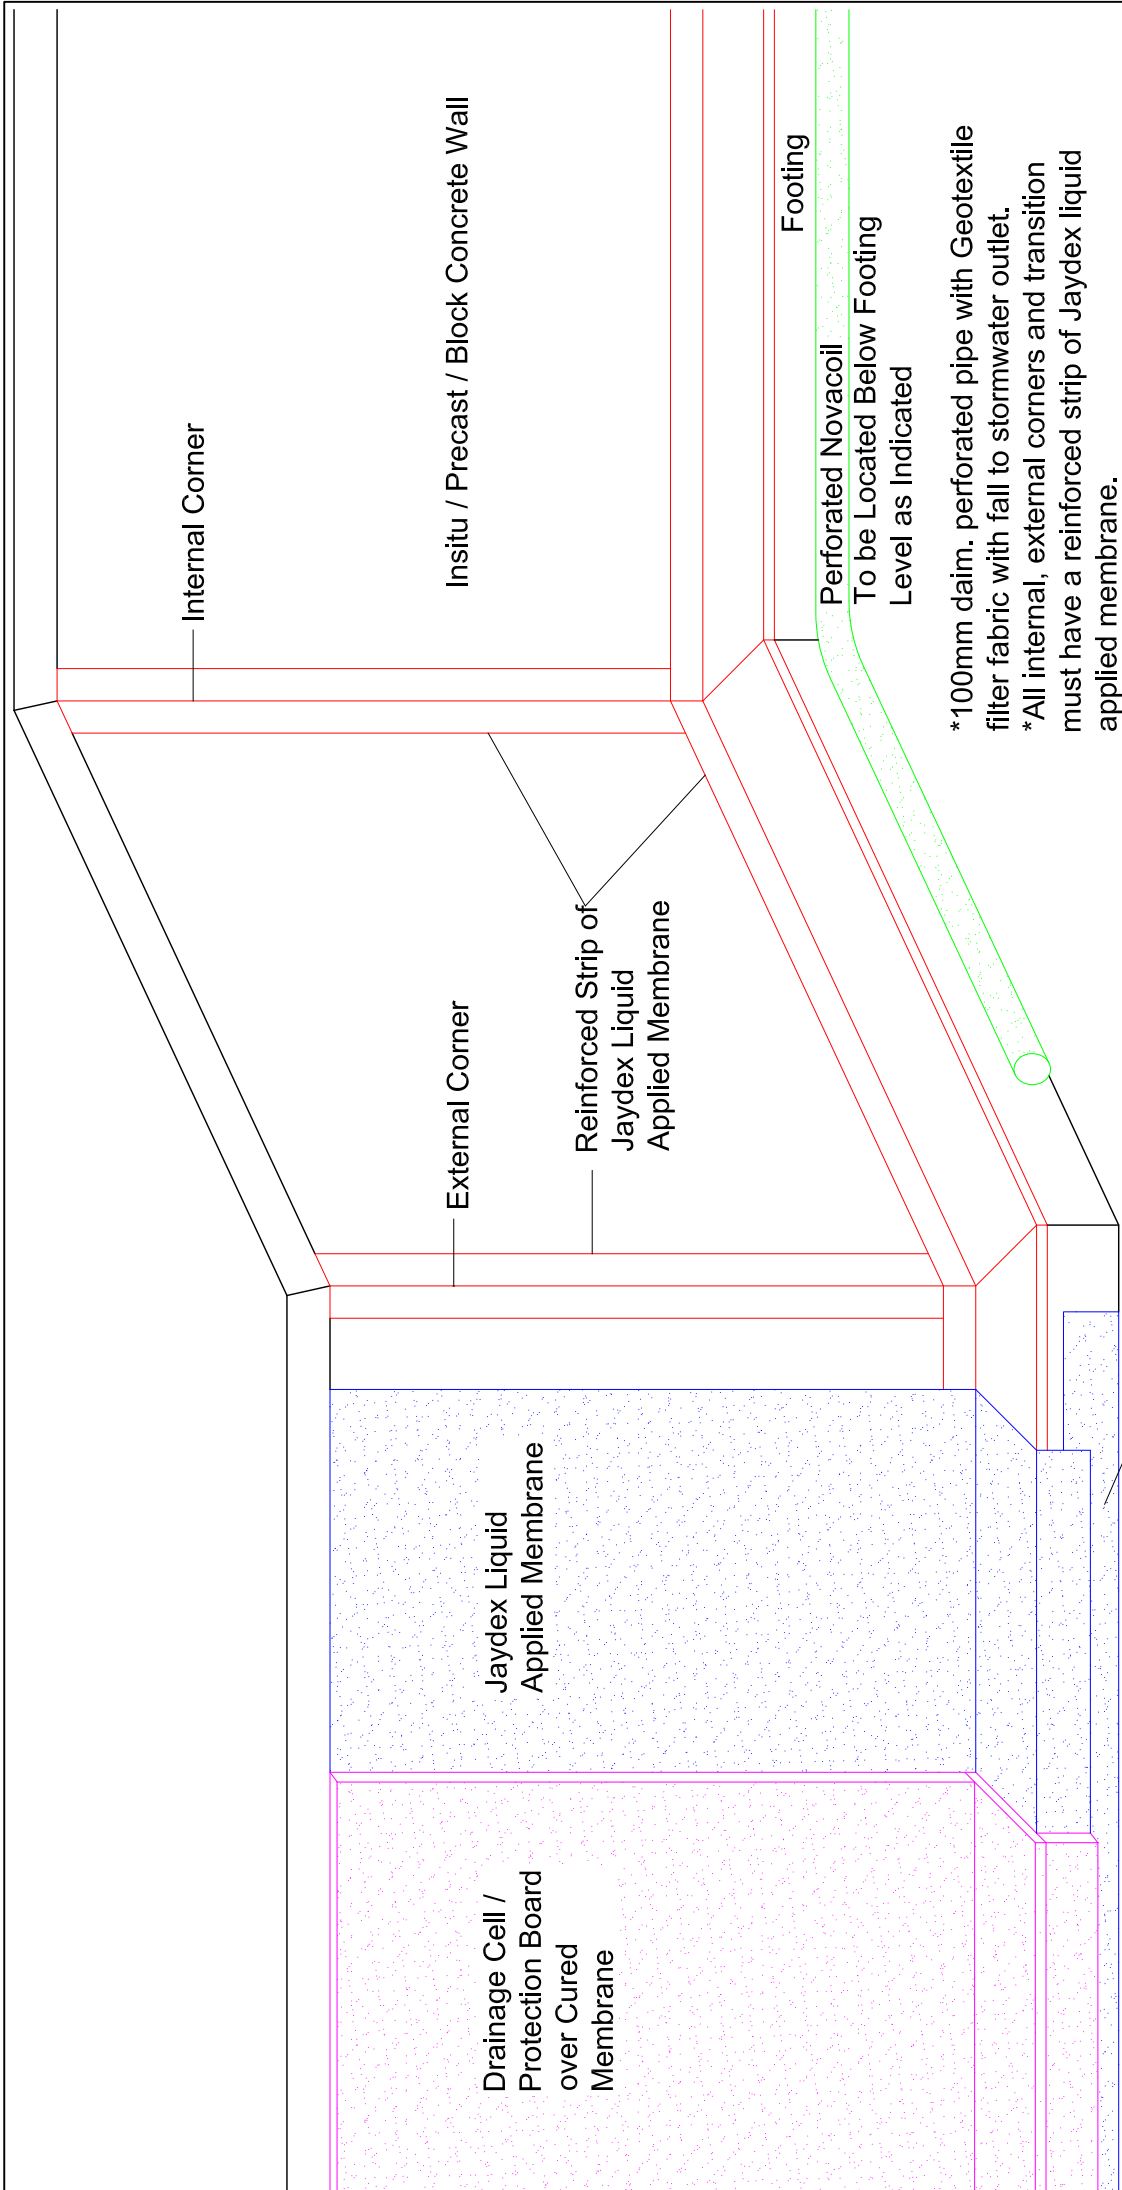 Drainage Cell /
Protection Board
over Cured
Membrane
Jaydex Liquid
Applied Membrane
External Corner
Reinforced Strip of
Jaydex Liquid
Applied Membrane
Internal Corner
Insitu / Precast / Block Concrete Wall
Footing
Perforated Novacoil
To be Located Below Footing
Level as Indicated
*100mm daim. perforated pipe with Geotextile
filter fabric with fall to stormwater outlet.
*All internal, external corners and transition
must have a reinforced strip of Jaydex liquid
applied membrane.